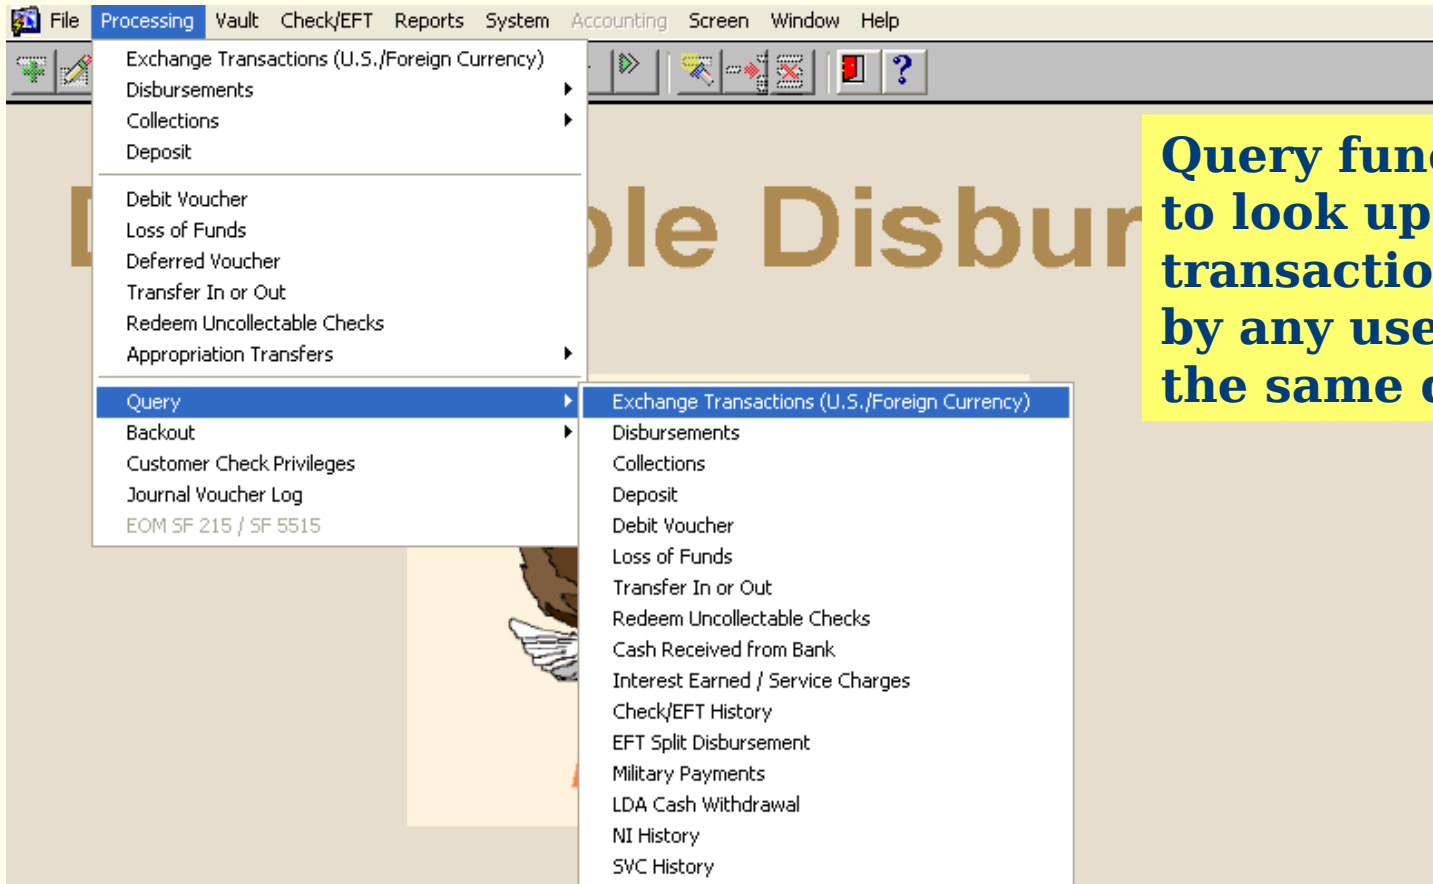 File Processing Vault Check/EFT Reports System Accounting Screen Window Help
Exchange Transactions (U.S./Foreign Currency)
Disbursements
Collections
Deposit
Debit Voucher
Loss of Funds
Deferred Voucher
Transfer In or Out
Redeem Uncollectable Checks
Appropriation Transfers
Query
Backout
Customer Check Privileges
Journal Voucher Log
EOM SF 215 / SF 5515
Exchange Transactions (U.S./Foreign Currency)
Disbursements
Collections
Deposit
Debit Voucher
Loss of Funds
Transfer In or Out
Redeem Uncollectable Checks
Cash Received from Bank
Interest Earned / Service Charges
Check/EFT History
EFT Split Disbursement
Military Payments
LDA Cash Withdrawal
NI History
SVC History
ble Disbur
Query fun
to look up
transactio
by any use
the same